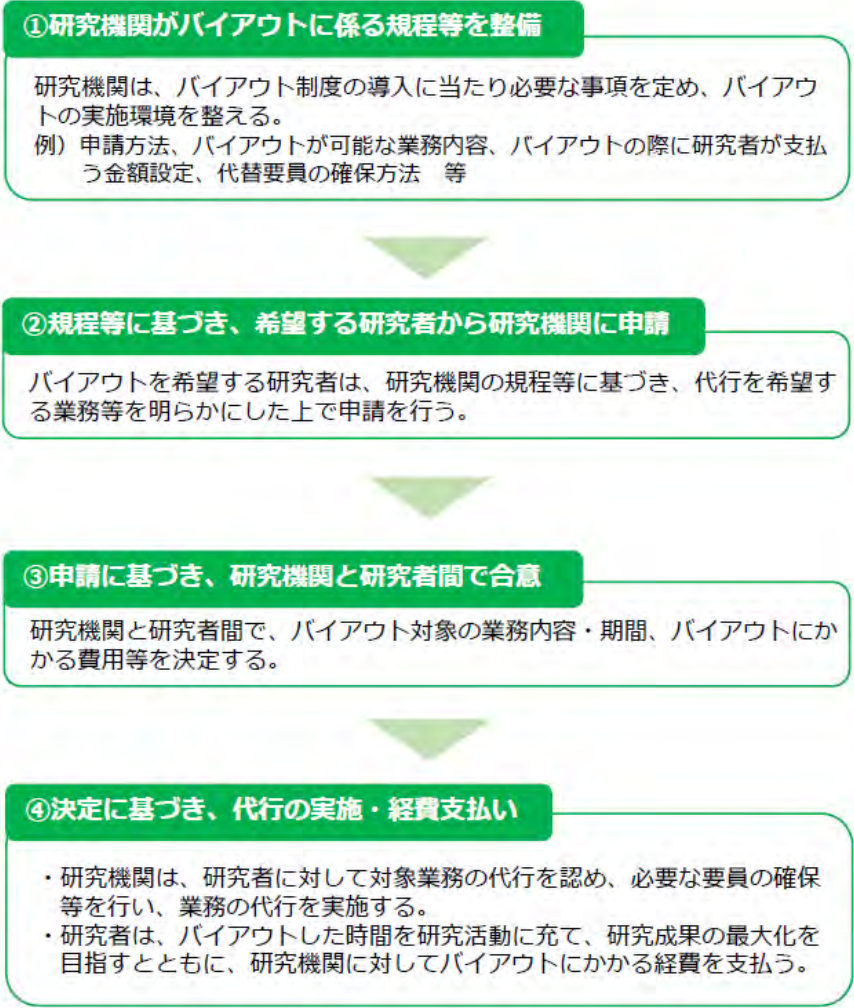 ①研究機関がバイアウトに係る規程等を整備
研究機関は、バイアウト制度の導入に当たり必要な事項を定め、バイアウ
トの実施環境を整える。
例）申請方法、バイアウトが可能な業務内容、バイアウトの際に研究者が支払
う金額設定、代替要員の確保方法　等
②規程等に基づき、希望する研究者から研究機関に申請
バイアウトを希望する研究者は、研究機関の規程等に基づき、代行を希望す
る業務等を明らかにした上で申請を行う。
③申請に基づき、研究機関と研究者間で合意
研究機関と研究者間で、バイアウト対象の業務内容・期間、バイアウトにか
かる費用等を決定する。
④決定に基づき、代行の実施・経費支払い
・研究機関は、研究者に対して対象業務の代行を認め、必要な要員の確保
等を行い、業務の代行を実施する。
・研究者は、バイアウトした時間を研究活動に充て、研究成果の最大化を
目指すとともに、研究機関に対してバイアウトにかかる経費を支払う。